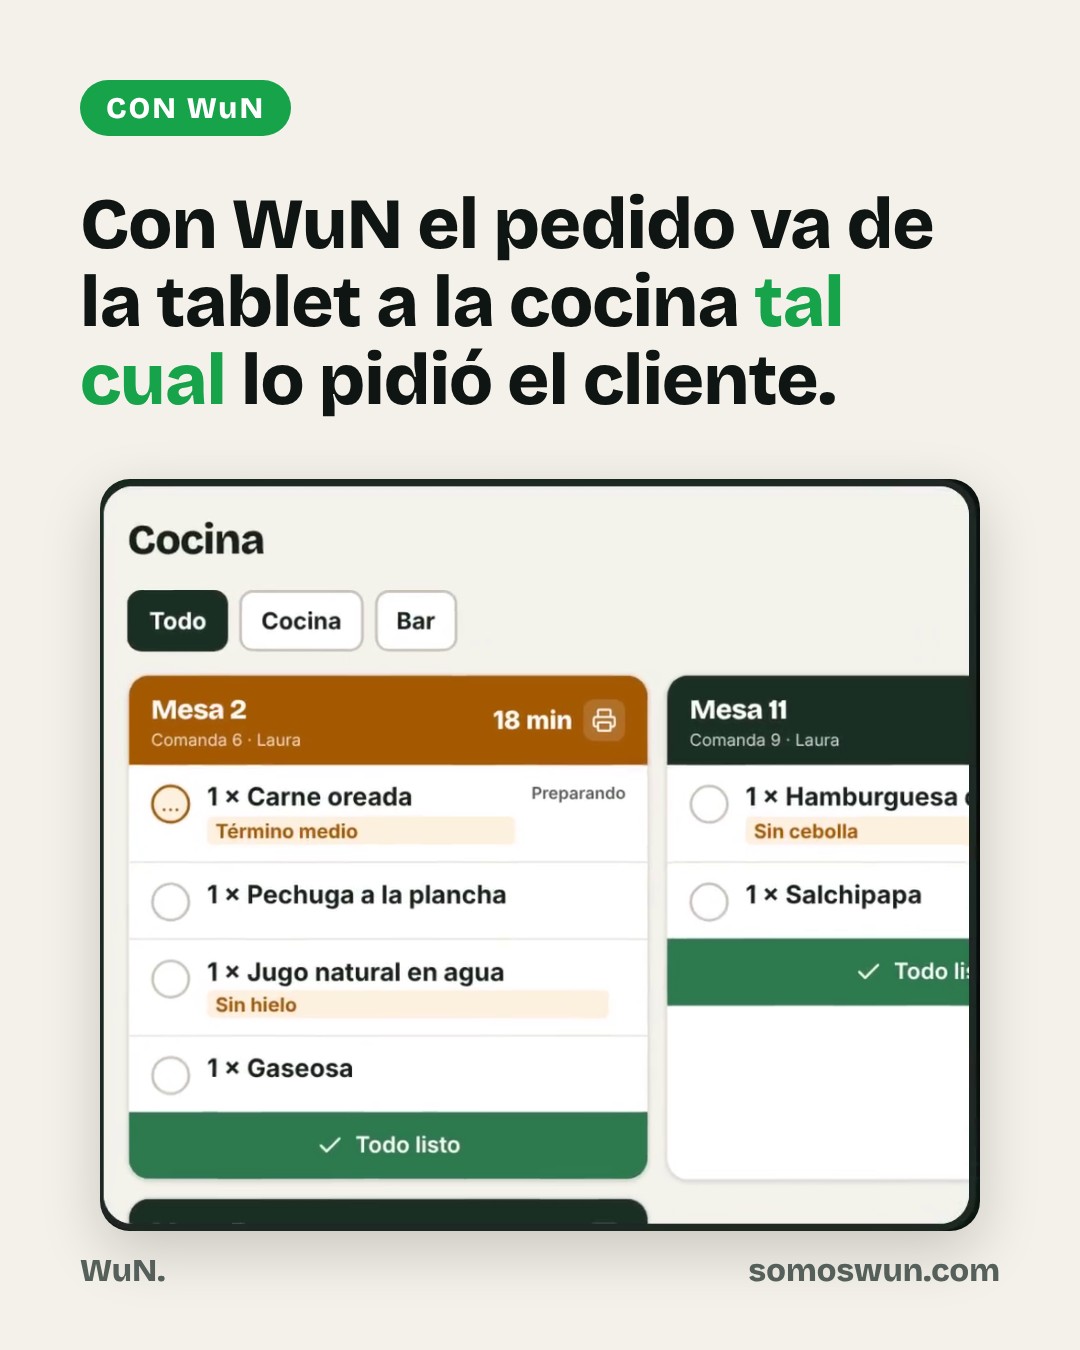 CON WuN
Con WuN el pedido va de
la tablet a la cocina tal
cual lo pidió el cliente.
Cocina
Todo
Cocina
Bar
Mesa 2
Comanda 6 · Laura
18 min
1 × Carne oreada
Preparando
Término medio
1 × Pechuga a la plancha
1 × Jugo natural en agua
Sin hielo
1 × Gaseosa
Todo listo
Mesa 11
Comanda 9 · Laura
1 × Hamburguesa
Sin cebolla
1 × Salchipapa
Todo
WuN.
somoswun.com